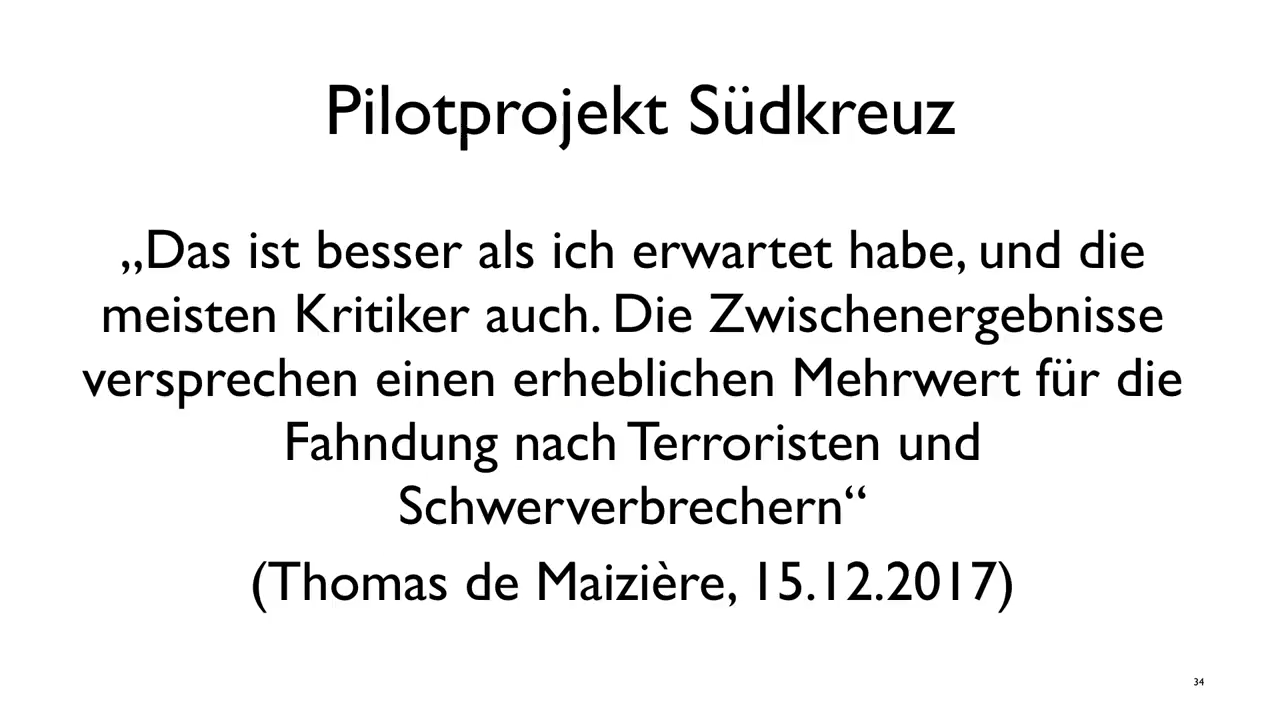 Pilotprojekt Südkreuz
„Das ist besser als ich erwartet habe, und die
meisten Kritiker auch. Die Zwischenergebnisse
versprechen einen erheblichen Mehrwert für die
Fahndung nach Terroristen und
Schwerverbrechern“
(Thomas de Maizière, 15.12.2017)
34